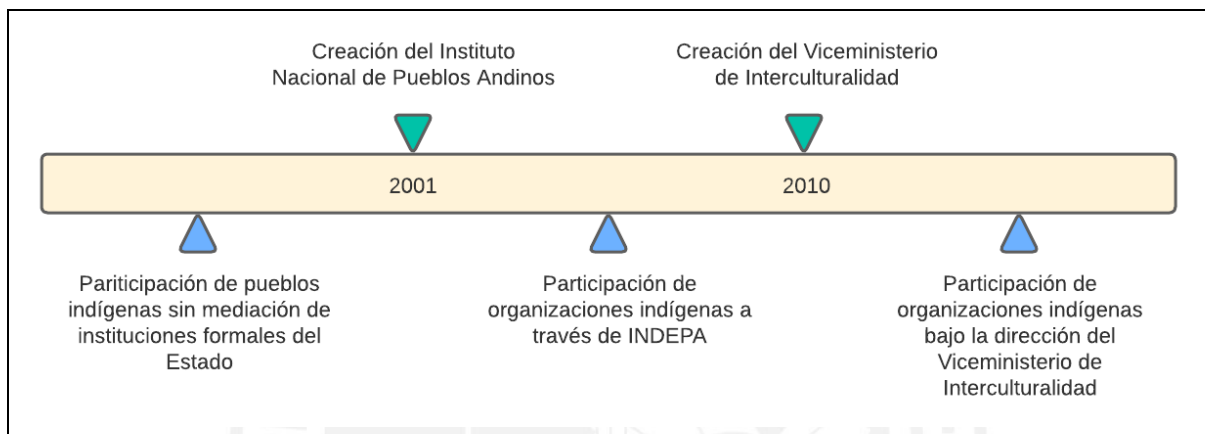 Creación del Instituto
Nacional de Pueblos Andinos
Creación del Viceministerio
de Interculturalidad
2001
2010
Pariticipación de pueblos
indígenas sin mediación de
instituciones formales del
Estado
Participación de
organizaciones indígenas a
través de INDEPA
Participación de
organizaciones indígenas
bajo la dirección del
Viceministerio de
Interculturalidad